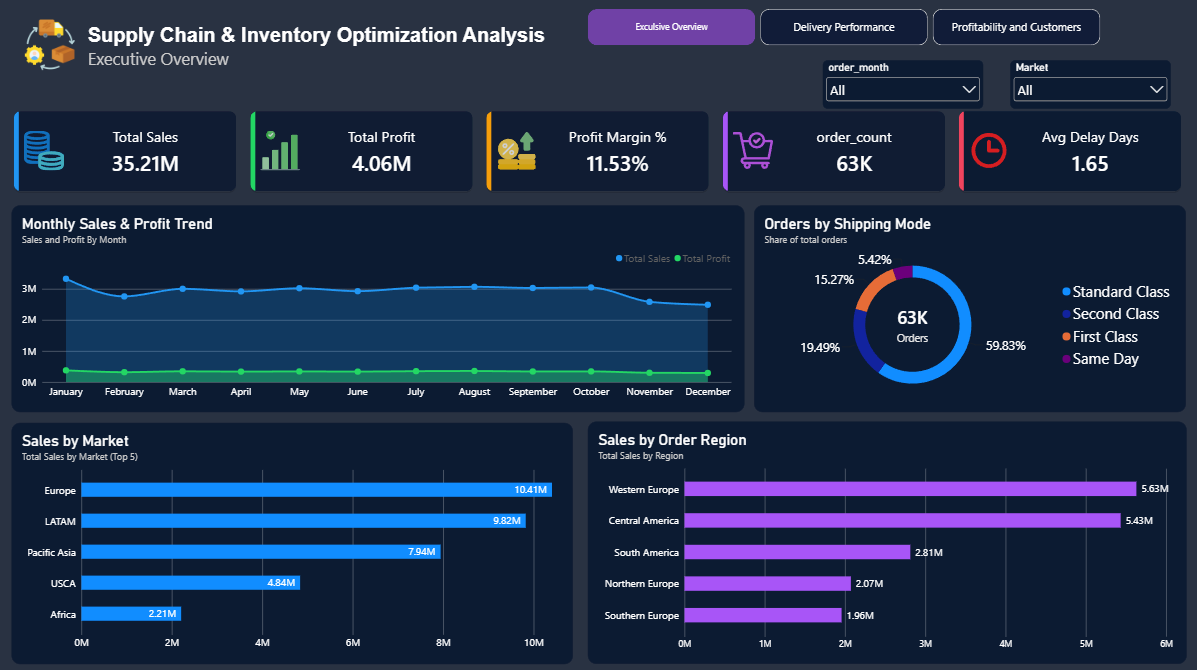 Supply Chain & Inventory Optimization Analysis
Executive Overview
Exculsive Overview
Delivery Performance
Profitability and Customers
order_month
All
Market
All
Total Sales
35.21M
Total Profit
4.06M
Profit Margin %
11.53%
order_count
63K
Avg Delay Days
1.65
Monthly Sales & Profit Trend
Sales and Profit By Month
Total Sales
Total Profit
3M
2M
1M
0M
January
February
March
April
May
June
July
August
September
October
November
December
Orders by Shipping Mode
Share of total orders
5.42%
15.27%
19.49%
59.83%
63K
Orders
Standard Class
Second Class
First Class
Same Day
Sales by Market
Total Sales by Market (Top 5)
Europe
10.41M
LATAM
9.82M
Pacific Asia
7.94M
USCA
4.84M
Africa
2.21M
0M
2M
4M
6M
8M
10M
Sales by Order Region
Total Sales by Region
Western Europe
5.63M
Central America
5.43M
South America
2.81M
Northern Europe
2.07M
Southern Europe
1.96M
0M
1M
2M
3M
4M
5M
6M